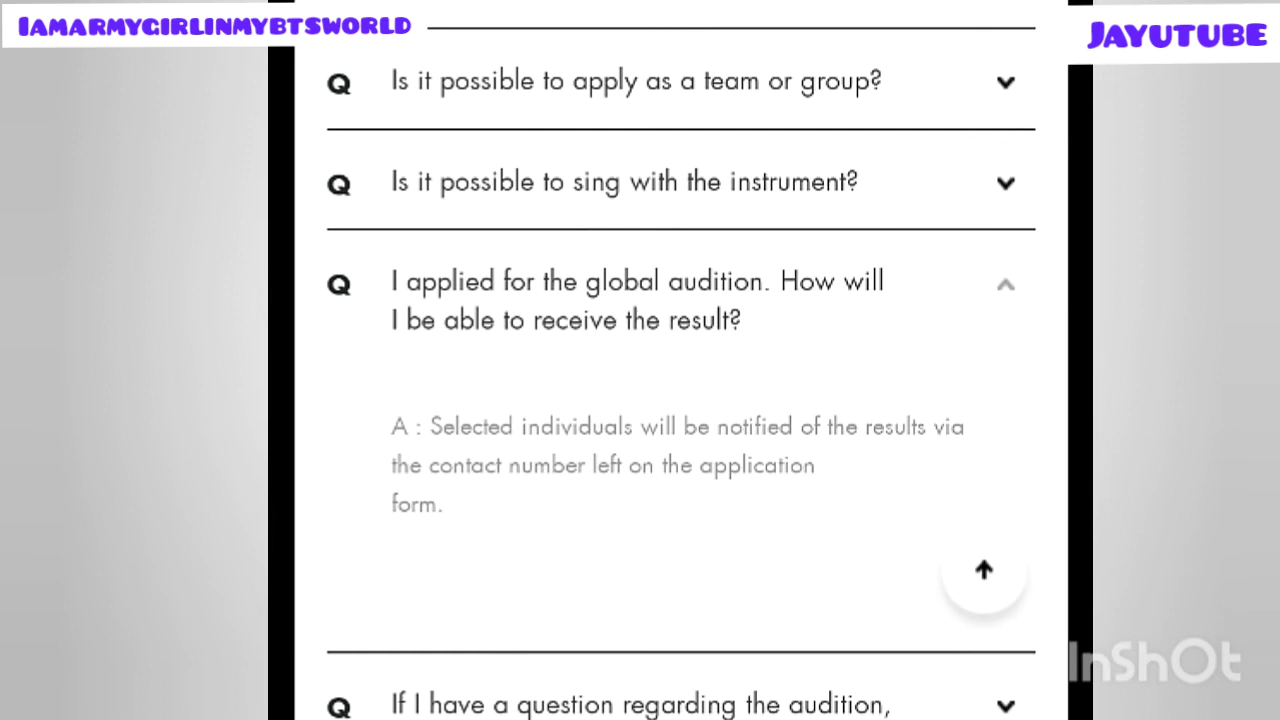 IAMARMYGIRLINMYBTSWORLD
JAYUTUBE
Q Is it possible to apply as a team or group?
Q Is it possible to sing with the instrument?
Q I applied for the global audition. How will
I be able to receive the result?
A : Selected individuals will be notified of the results via
the contact number left on the application
form.
InShOt
Q If I have a question regarding the audition,